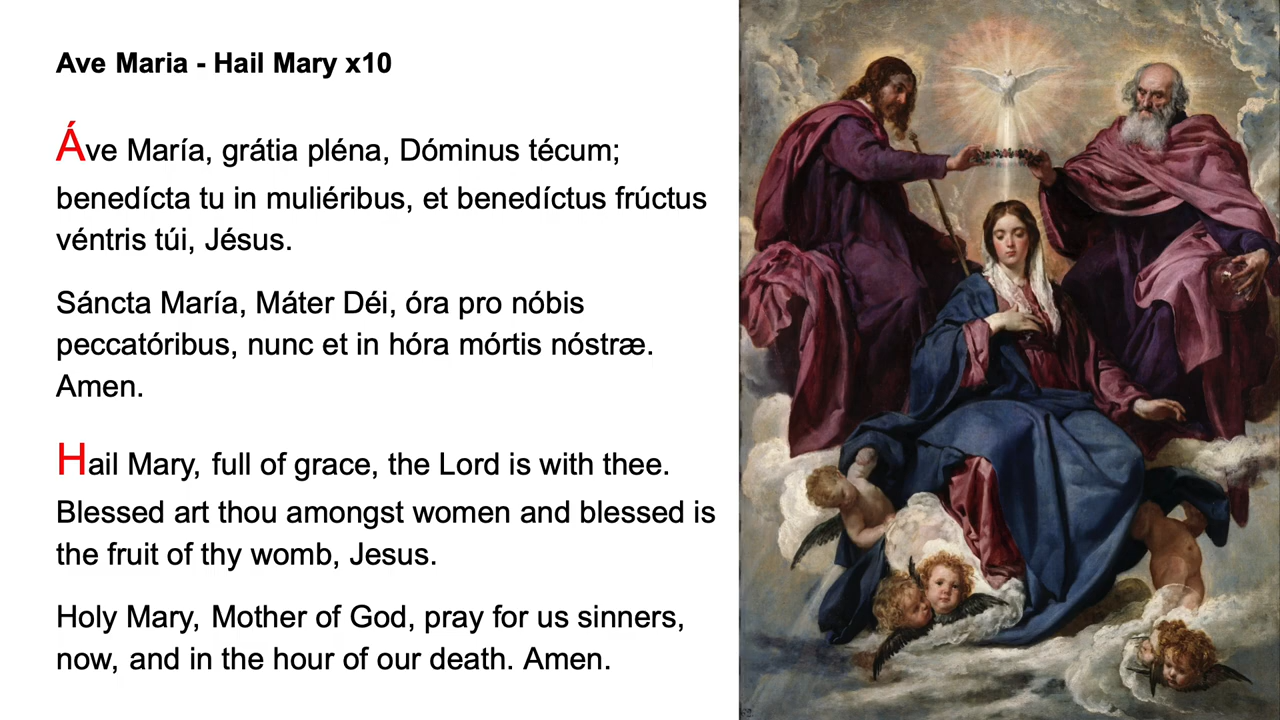 Ave Maria - Hail Mary x10
Áve María, grátia pléna, Dóminus técum;
benedícta tu in muliéribus, et benedíctus frúctus
véntris túi, Jésus.
Sáncta María, Máter Déi, óra pro nóbis
peccatóribus, nunc et in hóra mórtis nóstræ.
Amen.
Hail Mary, full of grace, the Lord is with thee.
Blessed art thou amongst women and blessed is
the fruit of thy womb, Jesus.
Holy Mary, Mother of God, pray for us sinners,
now, and in the hour of our death. Amen.